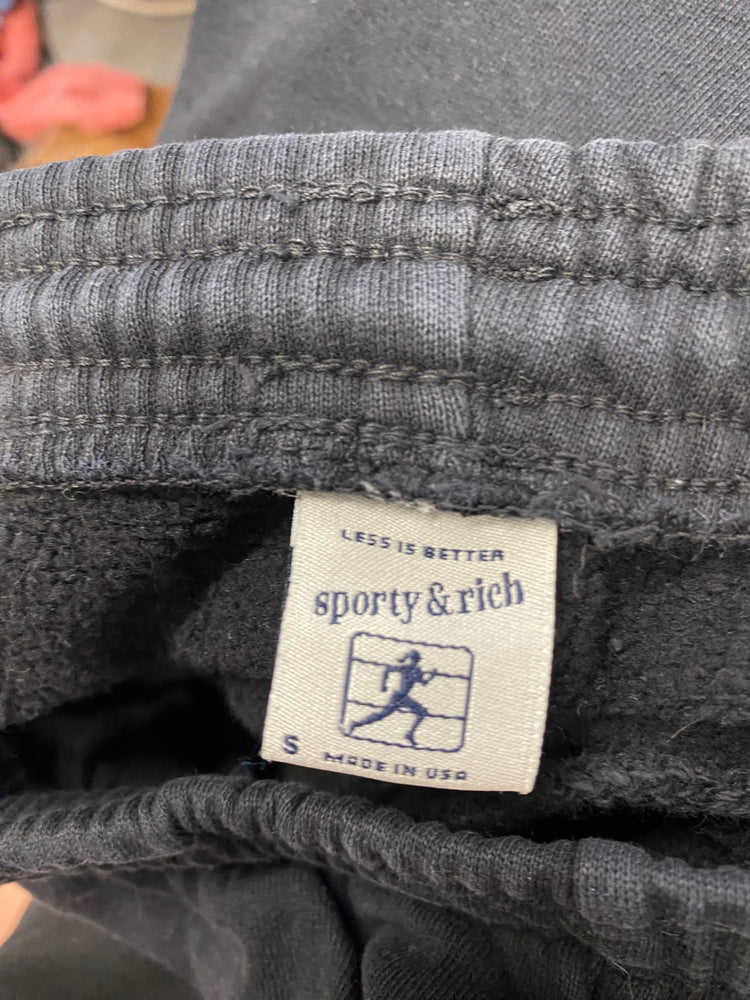 LESS IS BETTER
sporty & rich
S
MADE IN USA